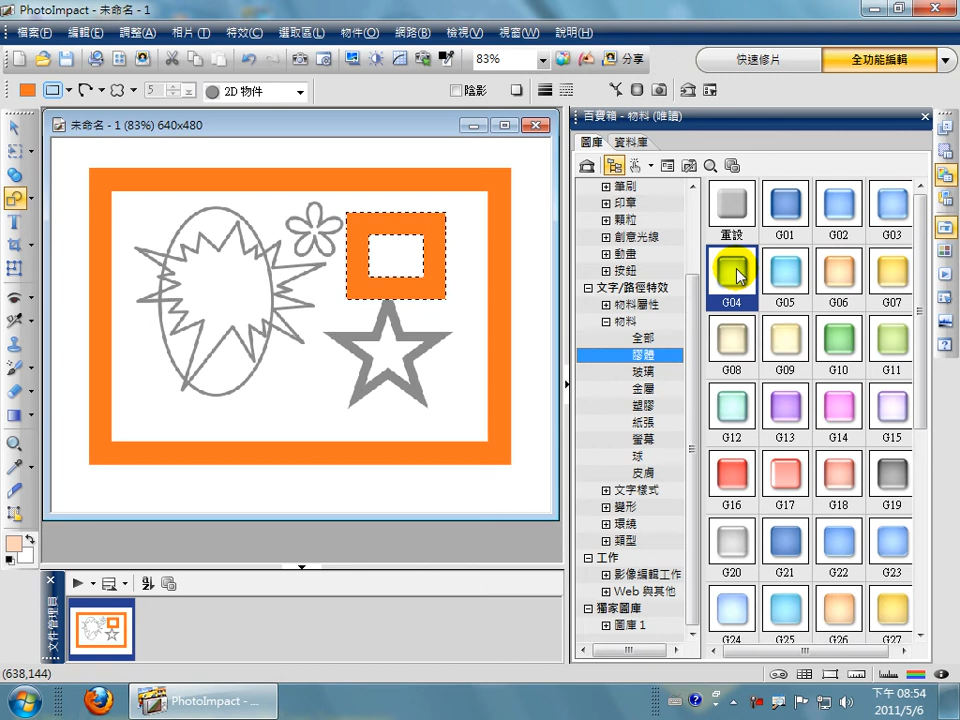 PhotoImpact - 未命名 - 1
檔案(F) 編輯(E) 調整(A) 相片(T) 特效(C) 選取區(L) 物件(O) 網路(B) 檢視(V) 視窗(W) 說明(H)
83% 分享 快速修片 全功能編輯
5 2D 物件 陰影
未命名 - 1 (83%) 640x480
百寶箱 - 物料 (唯讀)
圖庫 資料庫
筆刷
印章
顆粒
創意光線
動畫
按鈕
文字/路徑特效
物料屬性
物料
全部
膠體
玻璃
金屬
塑膠
紙張
螢幕
球
皮膚
文字樣式
變形
環繞
類型
工作
影像編輯工作
Web 與其他
獨家圖庫
圖庫 1
重設 G01 G02 G03
G04 G05 G06 G07
G08 G09 G10 G11
G12 G13 G14 G15
G16 G17 G18 G19
G20 G21 G22 G23
G24 G25 G26 G27
文件管理員
(638,144)
PhotoImpact - ...
下午 08:54
2011/5/6